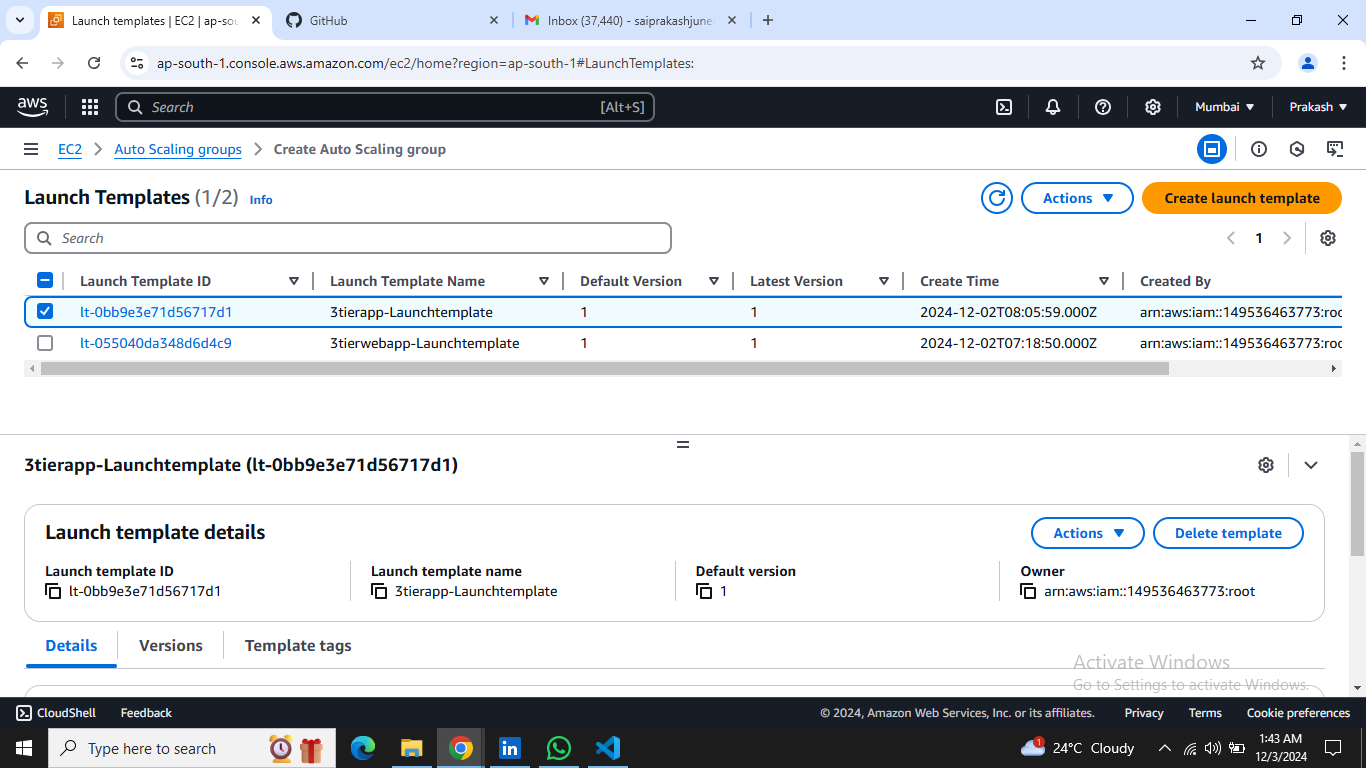 Launch templates | EC2 | ap-sou
GitHub
Inbox (37,440) - saiprakashjune
ap-south-1.console.aws.amazon.com/ec2/home?region=ap-south-1#LaunchTemplates:
aws
Search
[Alt+S]
Mumbai
Prakash
EC2
Auto Scaling groups
Create Auto Scaling group
Launch Templates (1/2)
Info
Actions
Create launch template
Search
1
Launch Template ID
Launch Template Name
Default Version
Latest Version
Create Time
Created By
lt-0bb9e3e71d56717d1
3tierapp-Launchtemplate
1
1
2024-12-02T08:05:59.000Z
arn:aws:iam::149536463773:roo
lt-055040da348d6d4c9
3tierwebapp-Launchtemplate
1
1
2024-12-02T07:18:50.000Z
arn:aws:iam::149536463773:roo
3tierapp-Launchtemplate (lt-0bb9e3e71d56717d1)
Launch template details
Actions
Delete template
Launch template ID
lt-0bb9e3e71d56717d1
Launch template name
3tierapp-Launchtemplate
Default version
1
Owner
arn:aws:iam::149536463773:root
Details
Versions
Template tags
Activate Windows
Go to Settings to activate Windows.
CloudShell
Feedback
© 2024, Amazon Web Services, Inc. or its affiliates.
Privacy
Terms
Cookie preferences
Type here to search
1
24°C Cloudy
1:43 AM
12/3/2024